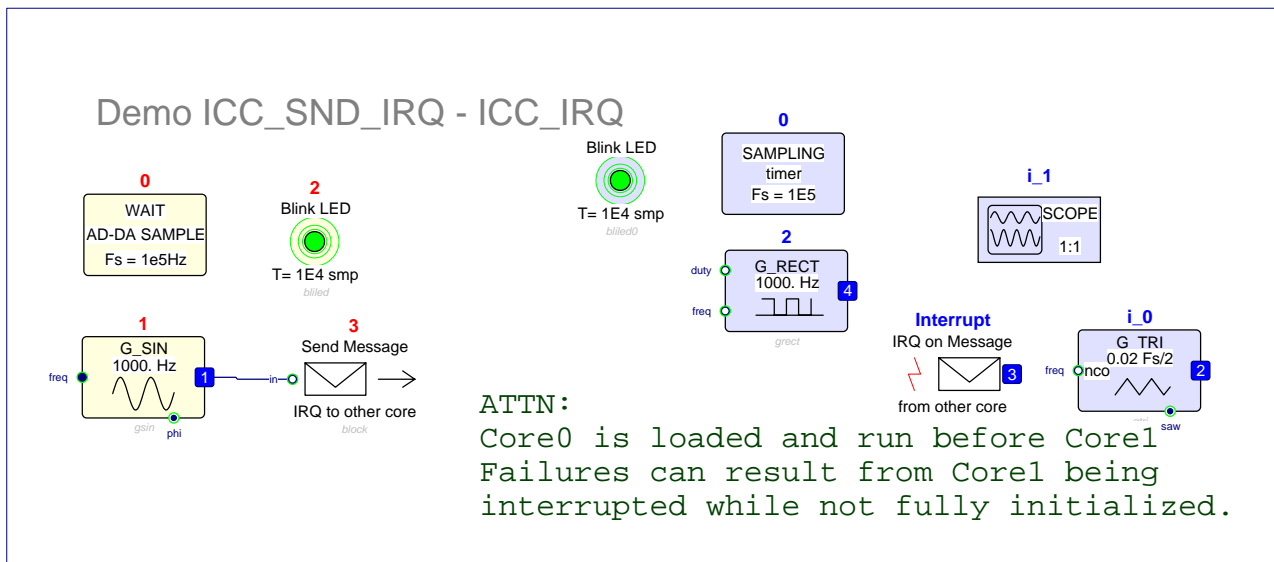 Demo ICC_SND_IRQ - ICC_IRQ
0
WAIT
AD-DA SAMPLE
Fs = 1e5Hz
2
Blink LED
T= 1E4 smp
bliled
1
G_SIN
1000. Hz
freq
1
gsin
phi
3
Send Message
in
IRQ to other core
block
Blink LED
T= 1E4 smp
bliled0
0
SAMPLING
timer
Fs = 1E5
2
G_RECT
1000. Hz
duty
freq
4
grect
i_1
SCOPE
1:1
Interrupt
IRQ on Message
3
from other core
i_0
G_TRI
0.02 Fs/2
freq
nco
2
saw
ATTN:
Core0 is loaded and run before Core1
Failures can result from Core1 being
interrupted while not fully initialized.